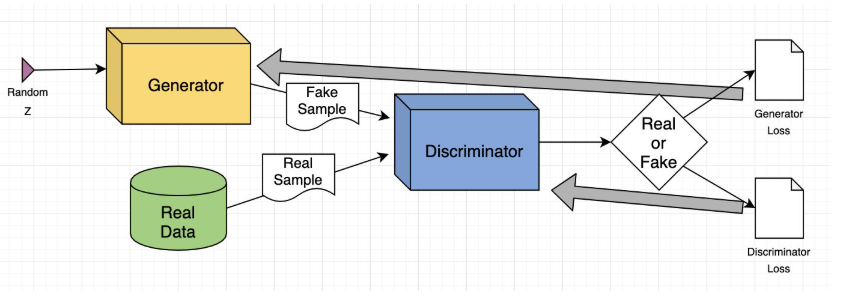 Random
Z
Generator
Fake
Sample
Real
Sample
Real
Data
Discriminator
Real
or
Fake
Generator
Loss
Discriminator
Loss